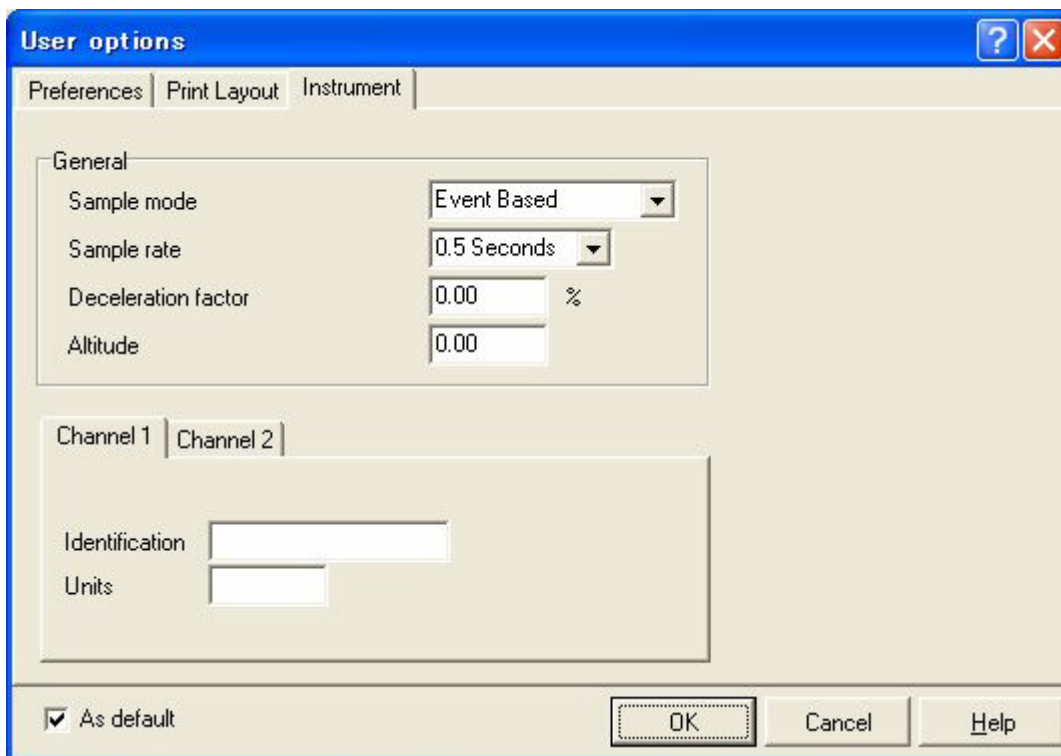 User options
Preferences Print Layout Instrument
General
Sample mode Event Based
Sample rate 0.5 Seconds
Deceleration factor 0.00 %
Altitude 0.00
Channel 1 Channel 2
Identification
Units
As default OK Cancel Help